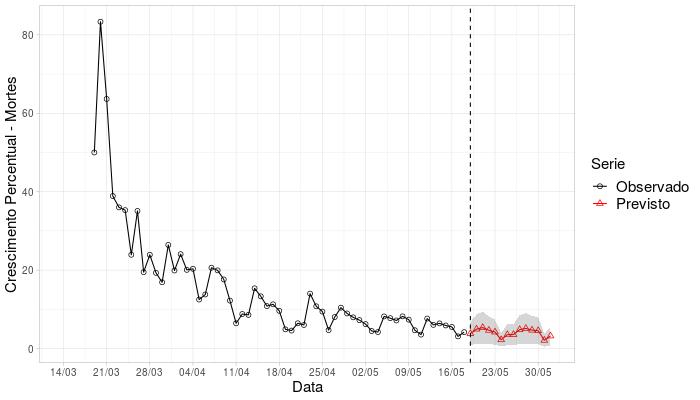 Crescimento Percentual - Mortes
80
60
40
20
0
14/03 21/03 28/03 04/04 11/04 18/04 25/04 02/05 09/05 16/05 23/05 30/05
Data
Serie
Observado
Previsto